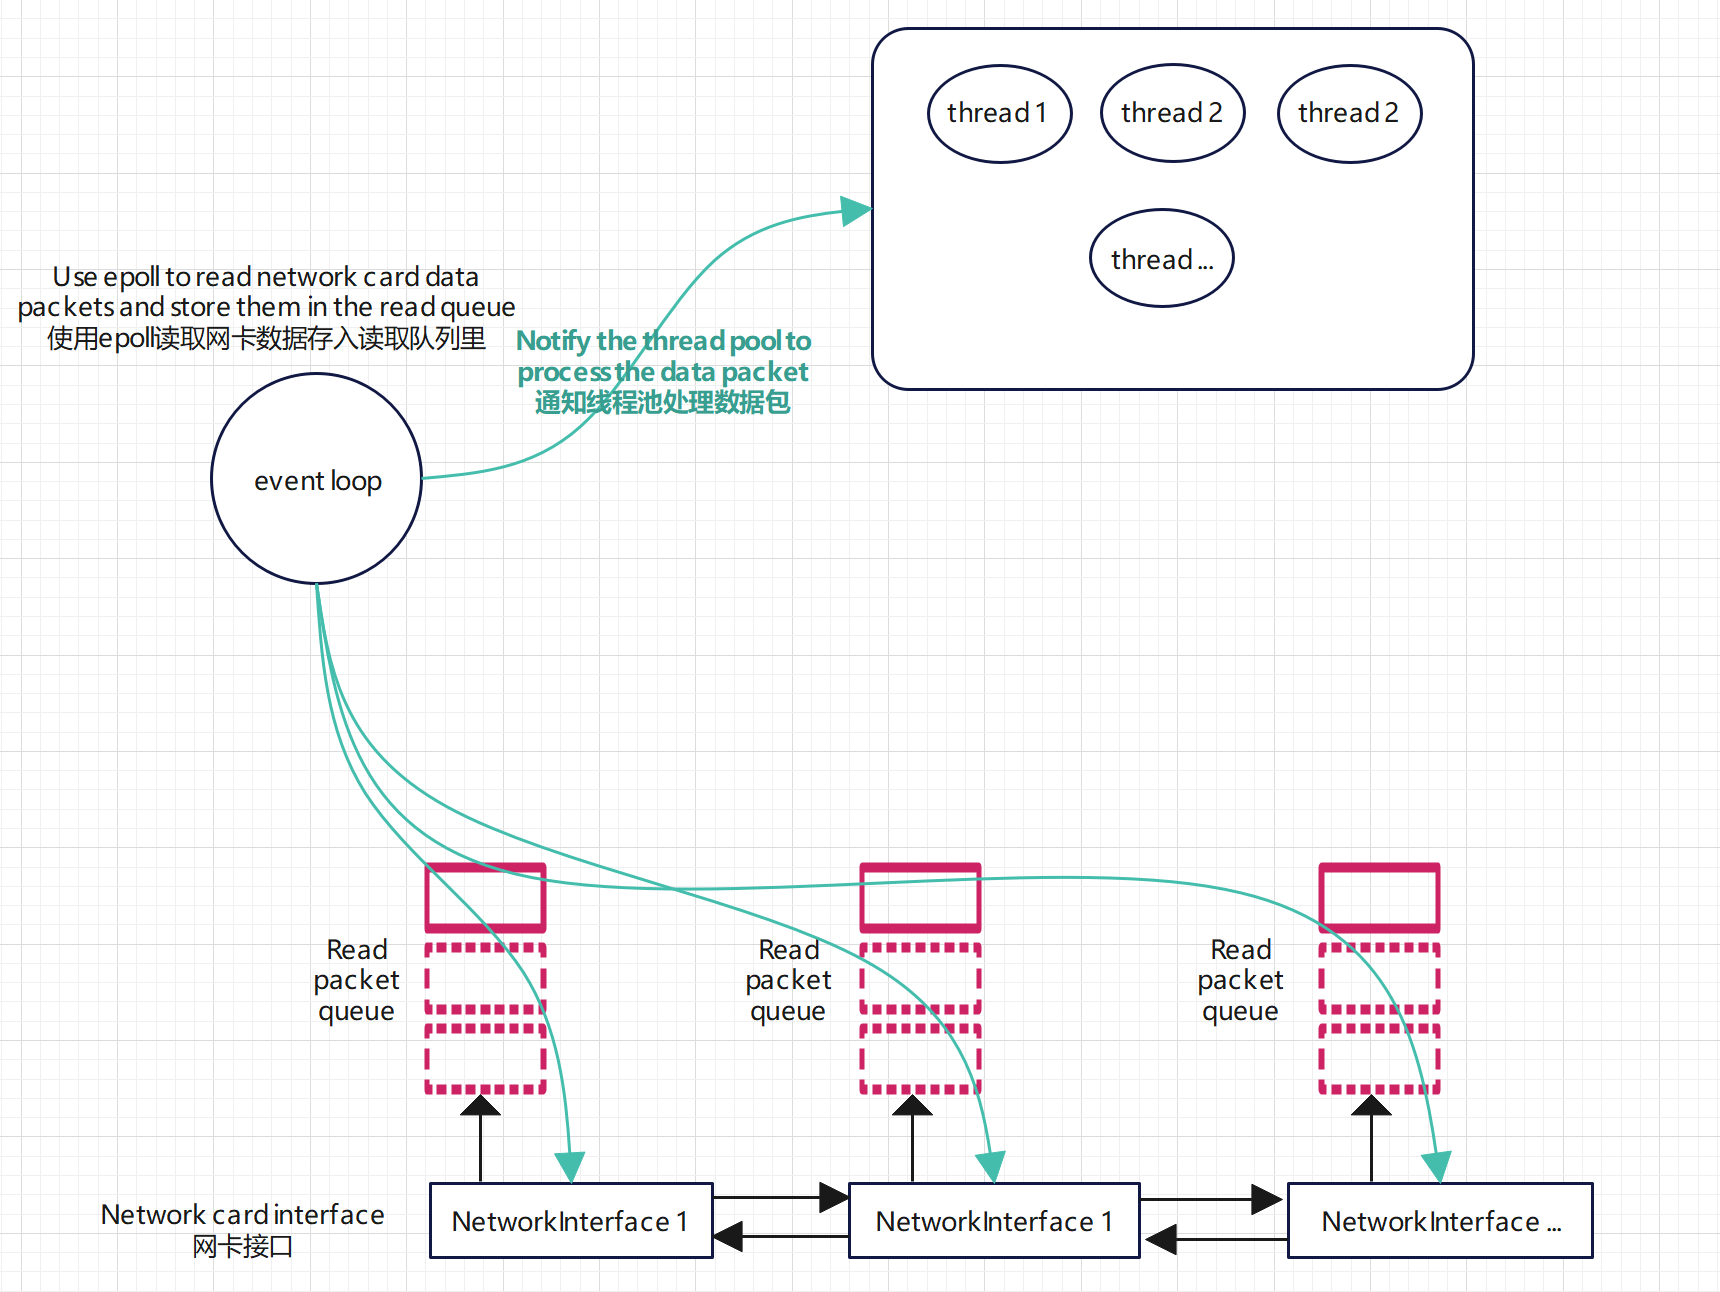 thread 1
thread 2
thread 2
thread ...
Use epoll to read network card data
packets and store them in the read queue
使用epoll读取网卡数据存入读取队列里
Notify the thread pool to
process the data packet
通知线程池处理数据包
event loop
Read
packet
queue
Read
packet
queue
Read
packet
queue
Network card interface
网卡接口
NetworkInterface 1
NetworkInterface 1
NetworkInterface ...